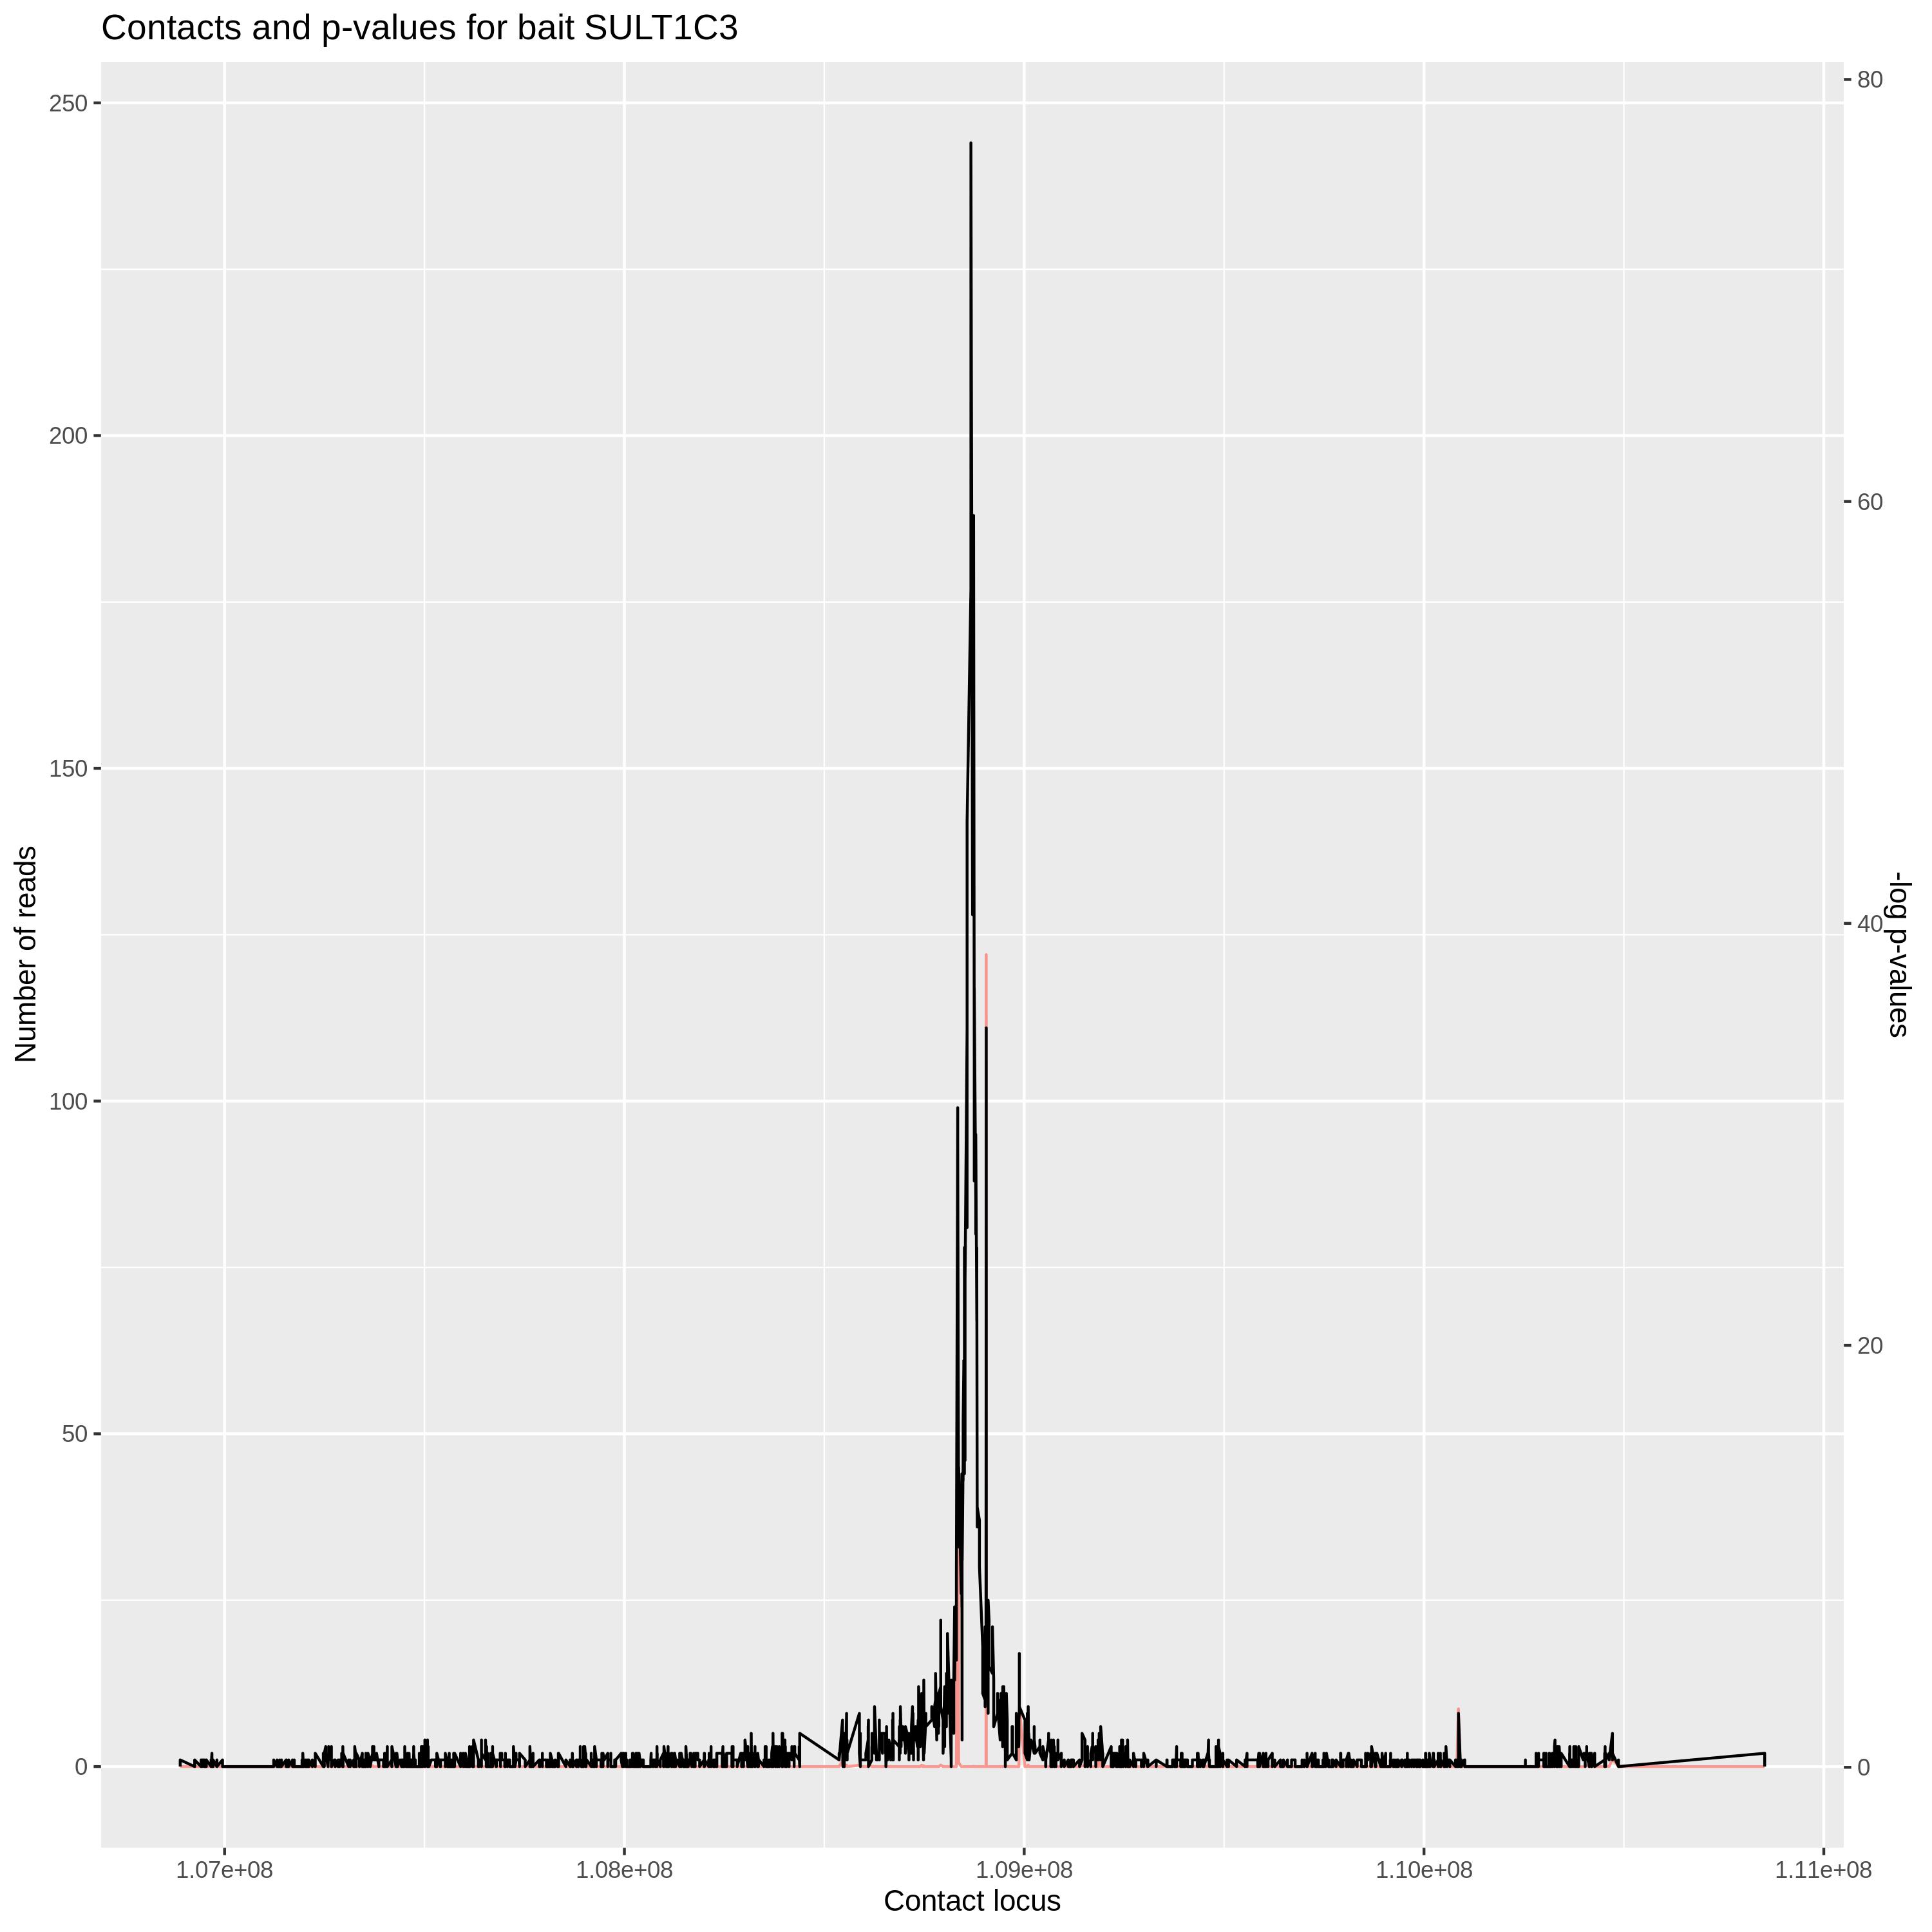 Contacts and p-values for bait SULT1C3
250
200
150
100
50
0
Number of reads
80
60
40
20
0
-log p-values
1.07e+08
1.08e+08
1.09e+08
1.10e+08
1.11e+08
Contact locus